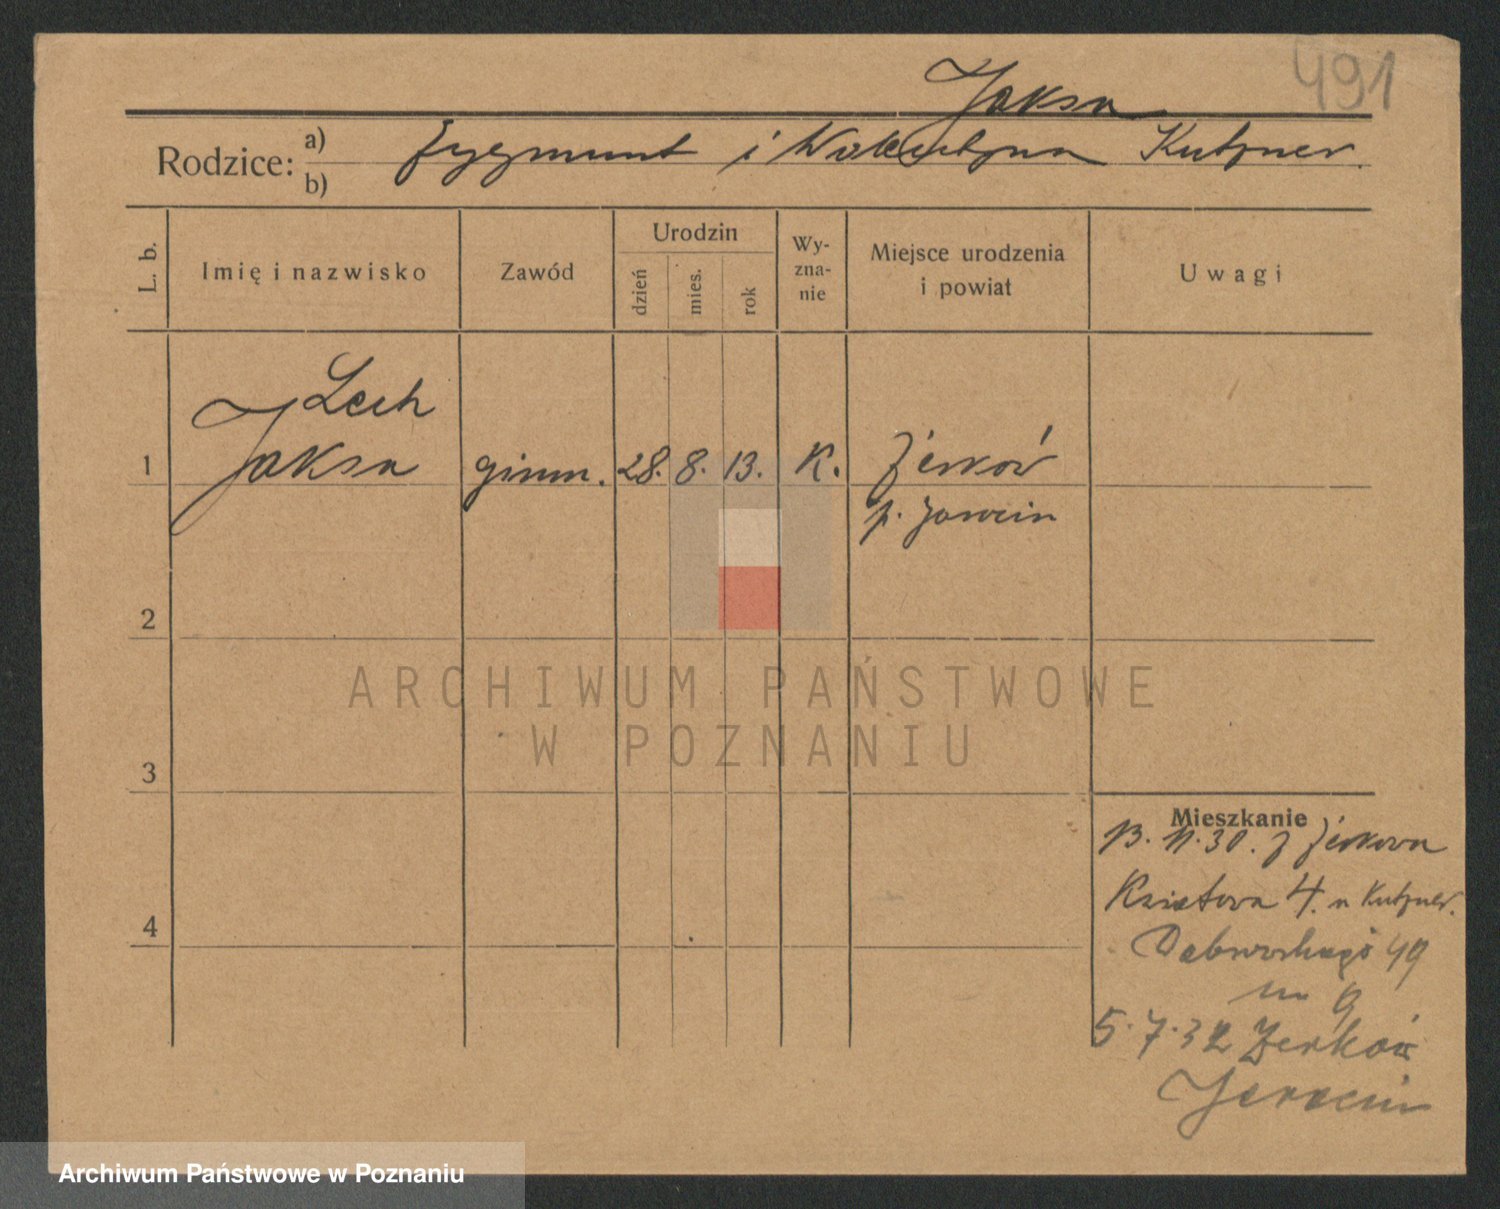 491
Jaksa
Rodzice: a) Zygmunt i Walentyna Kutzner.
b)
L. b. Imię i nazwisko Zawód Urodzin dzień mies. rok Wy-zna-nie Miejsce urodzenia i powiat Uwagi
Lech
1 Jaksa gimn. 28. 8. 13. K. Żerków
p. Jarocin
2
ARCHIWUM PAŃSTWOWE
W POZNANIU
3
Mieszkanie
13. 11. 30. z Żerkowa
4. u Kutzner.
4
Dąbrowskiego 49
m 9
5.7.32 Żerków
Jarocin
Archiwum Państwowe w Poznaniu